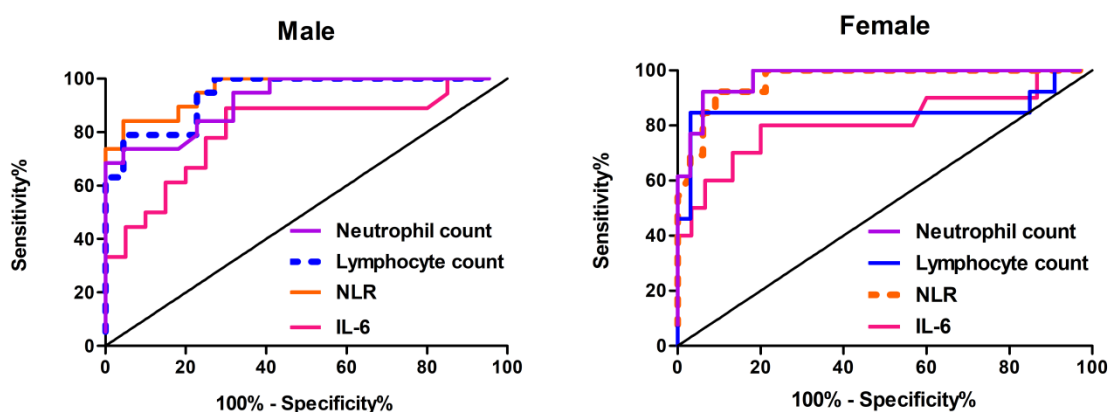 Male
Sensitivity%
100
80
60
40
20
0
Neutrophil count
Lymphocyte count
NLR
IL-6
0 20 40 60 80 100
100% - Specificity%
Female
Sensitivity%
100
80
60
40
20
0
Neutrophil count
Lymphocyte count
NLR
IL-6
0 20 40 60 80 100
100% - Specificity%